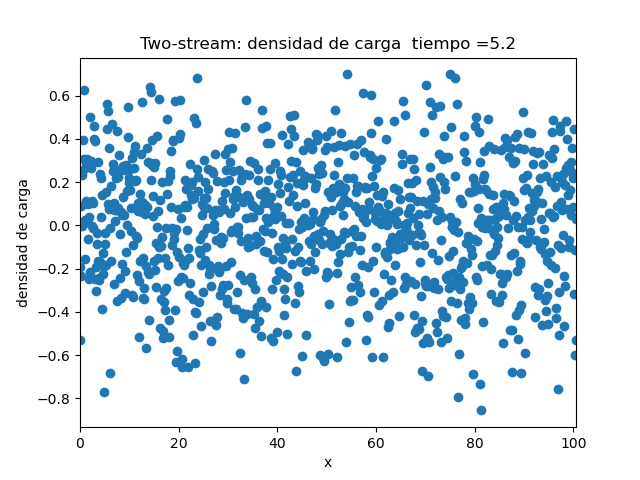 Two-stream: densidad de carga  tiempo =5.2
densidad de carga
0.6
0.4
0.2
0.0
−0.2
−0.4
−0.6
−0.8
0 20 40 60 80 100
x